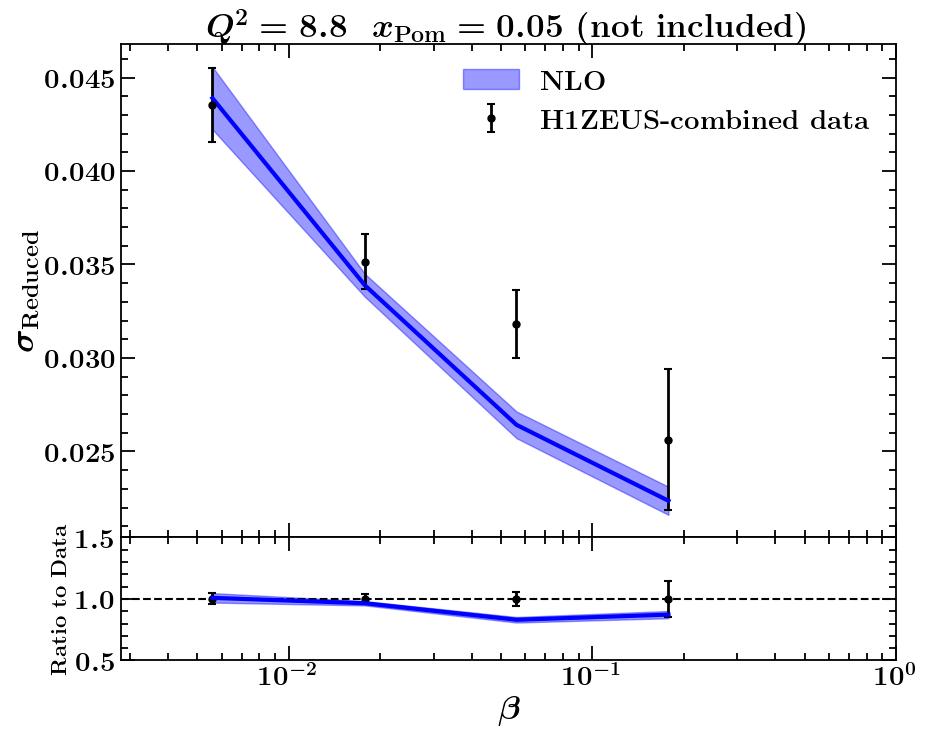 Q² = 8.8 x_Pom = 0.05 (not included)
NLO
H1ZEUS-combined data
0.045
0.040
0.035
0.030
0.025
σ_Reduced
1.5
1.0
0.5
Ratio to Data
10⁻² 10⁻¹ 10⁰
β